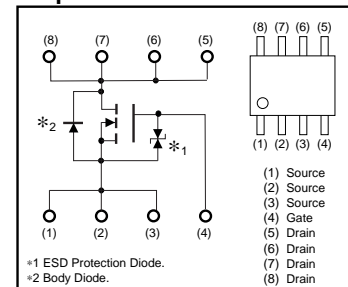 (8) (7) (6) (5)
∗2
∗1
(1) (2) (3) (4)
∗1 ESD Protection Diode.
∗2 Body Diode.
(8) (7) (6) (5)
(1) (2) (3) (4)
(1) Source
(2) Source
(3) Source
(4) Gate
(5) Drain
(6) Drain
(7) Drain
(8) Drain